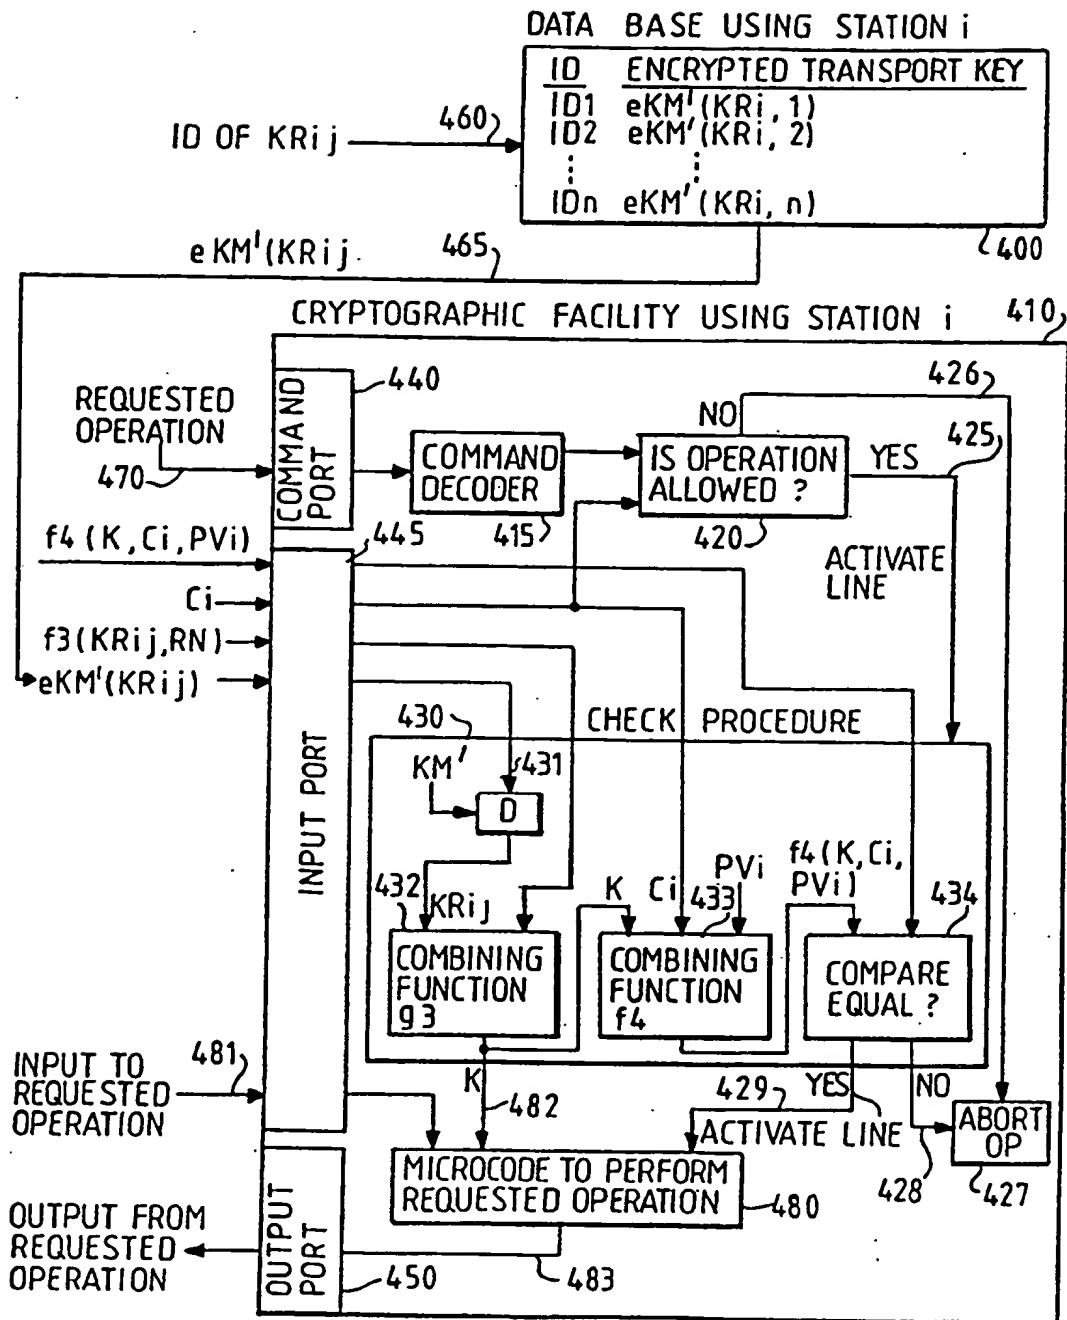 DATA BASE USING STATION i
ID ENCRYPTED TRANSPORT KEY
ID1 eKM'(KRi, 1)
ID2 eKM'(KRi, 2)
IDn eKM'(KRi, n)
ID OF KRij
460
400
eKM'(KRij
465
CRYPTOGRAPHIC FACILITY USING STATION i
410
REQUESTED
OPERATION
470
COMMAND
PORT
440
COMMAND
DECODER
415
NO
426
IS OPERATION
ALLOWED ?
420
YES
425
ACTIVATE
LINE
f4 (K, Ci, PVi)
445
Ci
f3(KRij,RN)
eKM'(KRij)
INPUT PORT
430
CHECK PROCEDURE
KM'
431
D
432
KRij
K
Ci
PVi
433
f4(K,Ci,
PVi)
434
COMBINING
FUNCTION
g3
COMBINING
FUNCTION
f4
COMPARE
EQUAL ?
INPUT TO
REQUESTED
OPERATION
481
K
482
429
YES
NO
ACTIVATE LINE
428
ABORT
OP
427
MICROCODE TO PERFORM
REQUESTED OPERATION
480
OUTPUT FROM
REQUESTED
OPERATION
OUTPUT
PORT
450
483